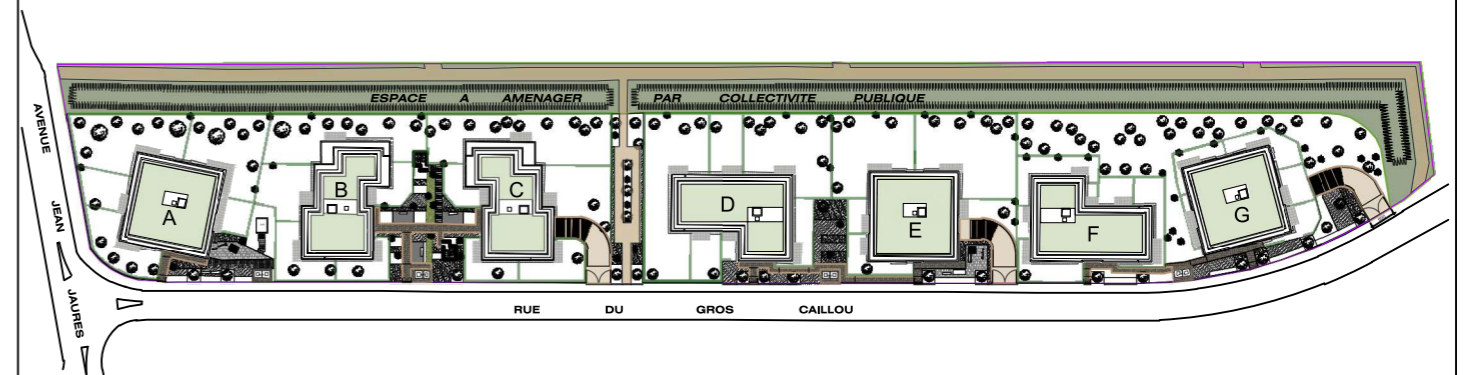 ESPACE A AMENAGER PAR COLLECTIVITE PUBLIQUE
AVENUE JEAN JAURES
A
B
C
D
E
F
G
RUE DU GROS CAILLOU